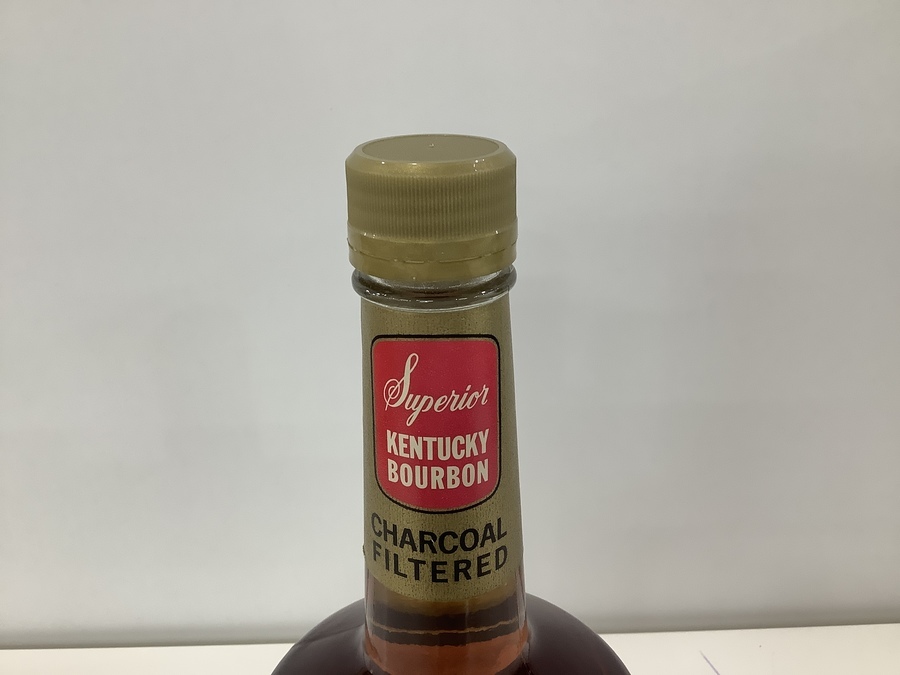 Superior
KENTUCKY
BOURBON
CHARCOAL
FILTERED